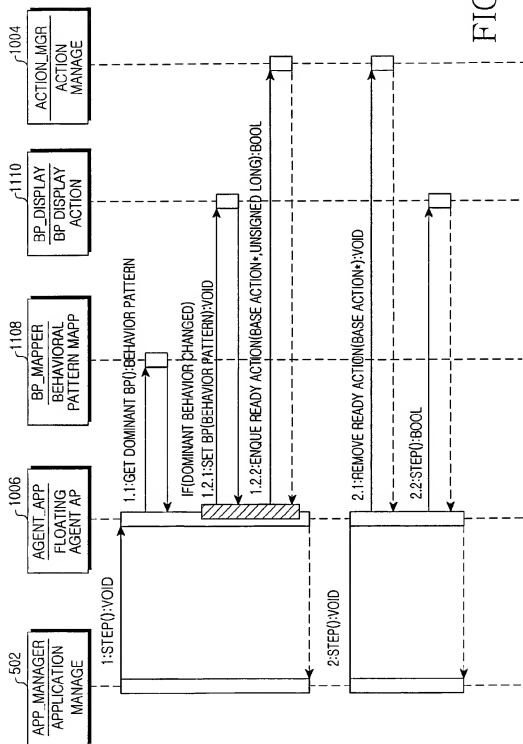 502
APP_MANAGER
APPLICATION
MANAGE
1006
AGENT_APP
FLOATING
AGENT AP
1108
BP_MAPPER
BEHAVIORAL
PATTERN MAPP
1110
BP_DISPLAY
BP_DISPLAY
ACTION
1004
ACTION_MGR
ACTION
MANAGE
1:STEP():VOID
1.1:GET DOMINANT BP():BEHAVIOR PATTERN
IF(DOMINANT BEHAVIOR CHANGED)
1.2.1:SET BP(BEHAVIOR PATTERN):VOID
1.2.2:ENQUE READY ACTION(BASE ACTION*,UNSIGNED LONG):BOOL
2:STEP():VOID
2.1:REMOVE READY ACTION(BASE ACTION*):VOID
2.2:STEP():BOOL
FIG